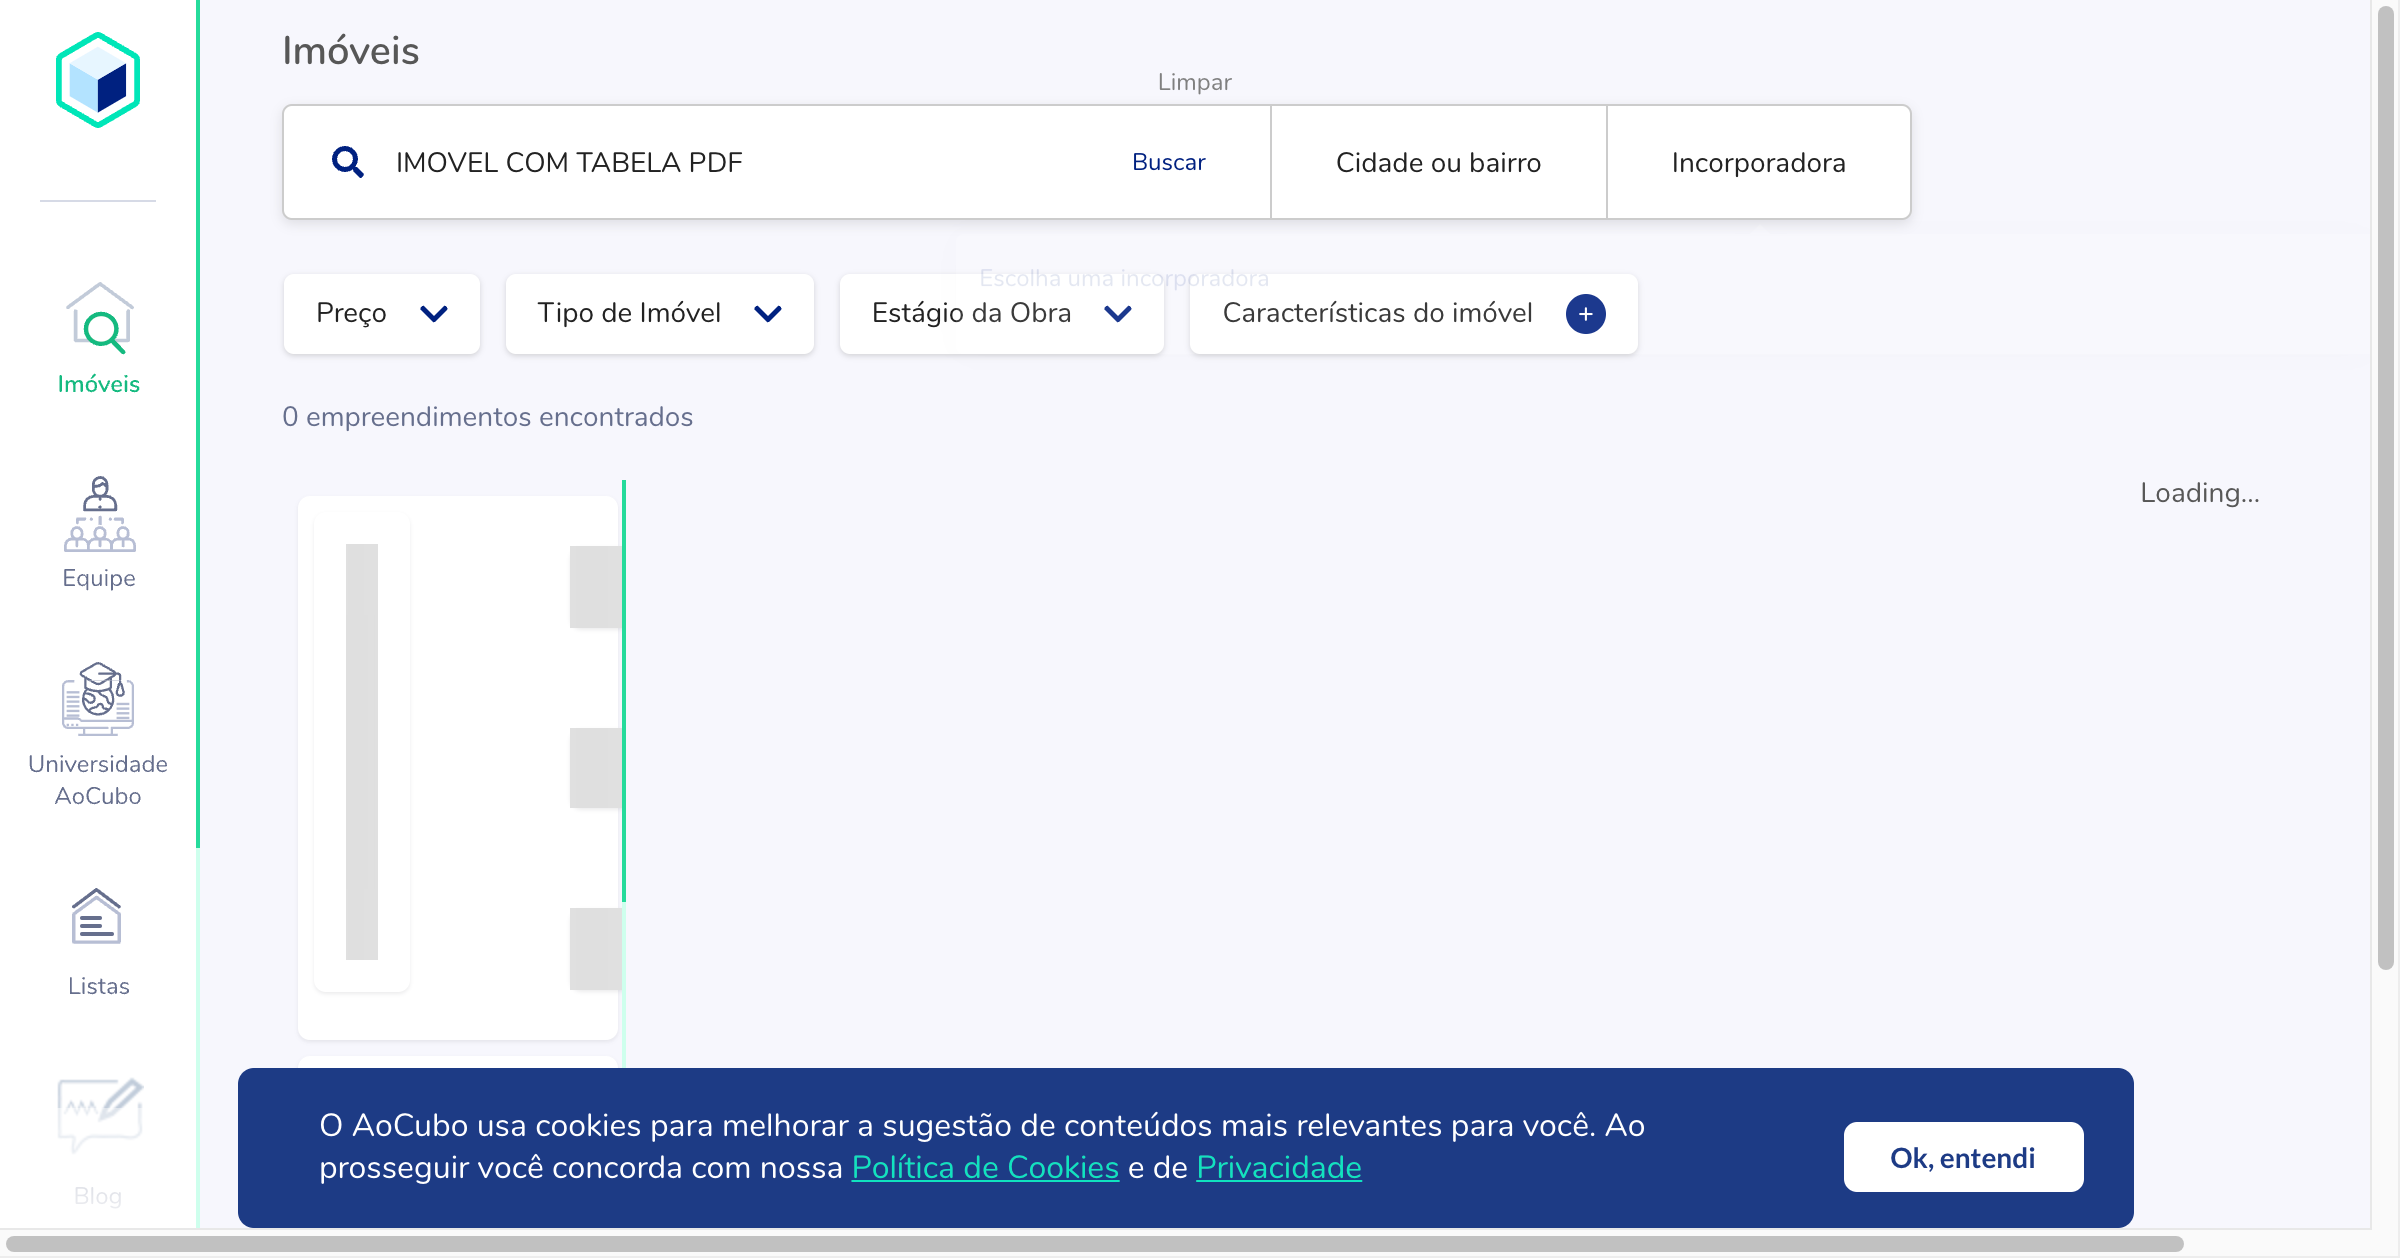 Imóveis
Limpar
IMOVEL COM TABELA PDF
Buscar
Cidade ou bairro
Incorporadora
Escolha uma incorporadora
Preço
Tipo de Imóvel
Estágio da Obra
Características do imóvel
+
0 empreendimentos encontrados
Loading...
Imóveis
Equipe
Universidade
AoCubo
Listas
Blog
O AoCubo usa cookies para melhorar a sugestão de conteúdos mais relevantes para você. Ao
prosseguir você concorda com nossa Política de Cookies e de Privacidade
Ok, entendi